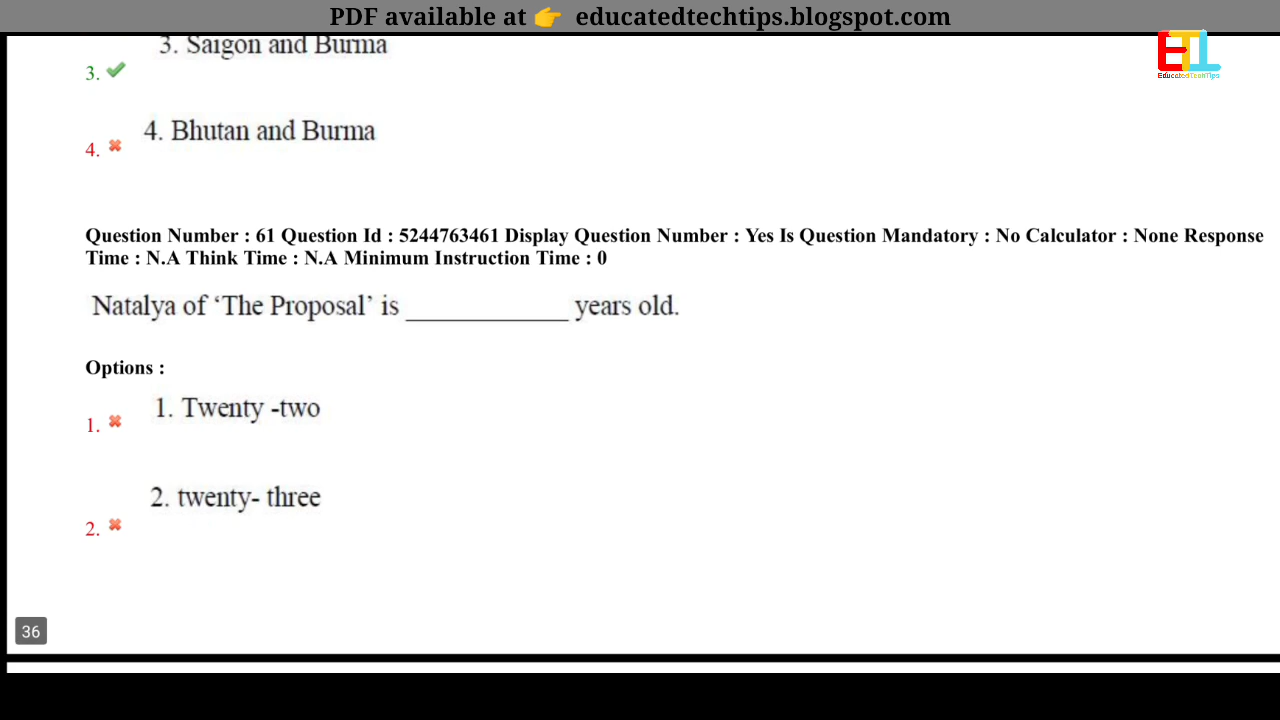 PDF available at 👉 educatedtechtips.blogspot.com
3. Saigon and Burma
3.
4. Bhutan and Burma
4.
Question Number : 61 Question Id : 5244763461 Display Question Number : Yes Is Question Mandatory : No Calculator : None Response
Time : N.A Think Time : N.A Minimum Instruction Time : 0
Natalya of ‘The Proposal’ is ____________ years old.
Options :
1. Twenty -two
1.
2. twenty- three
2.
36
ETL
EducatedTechTips